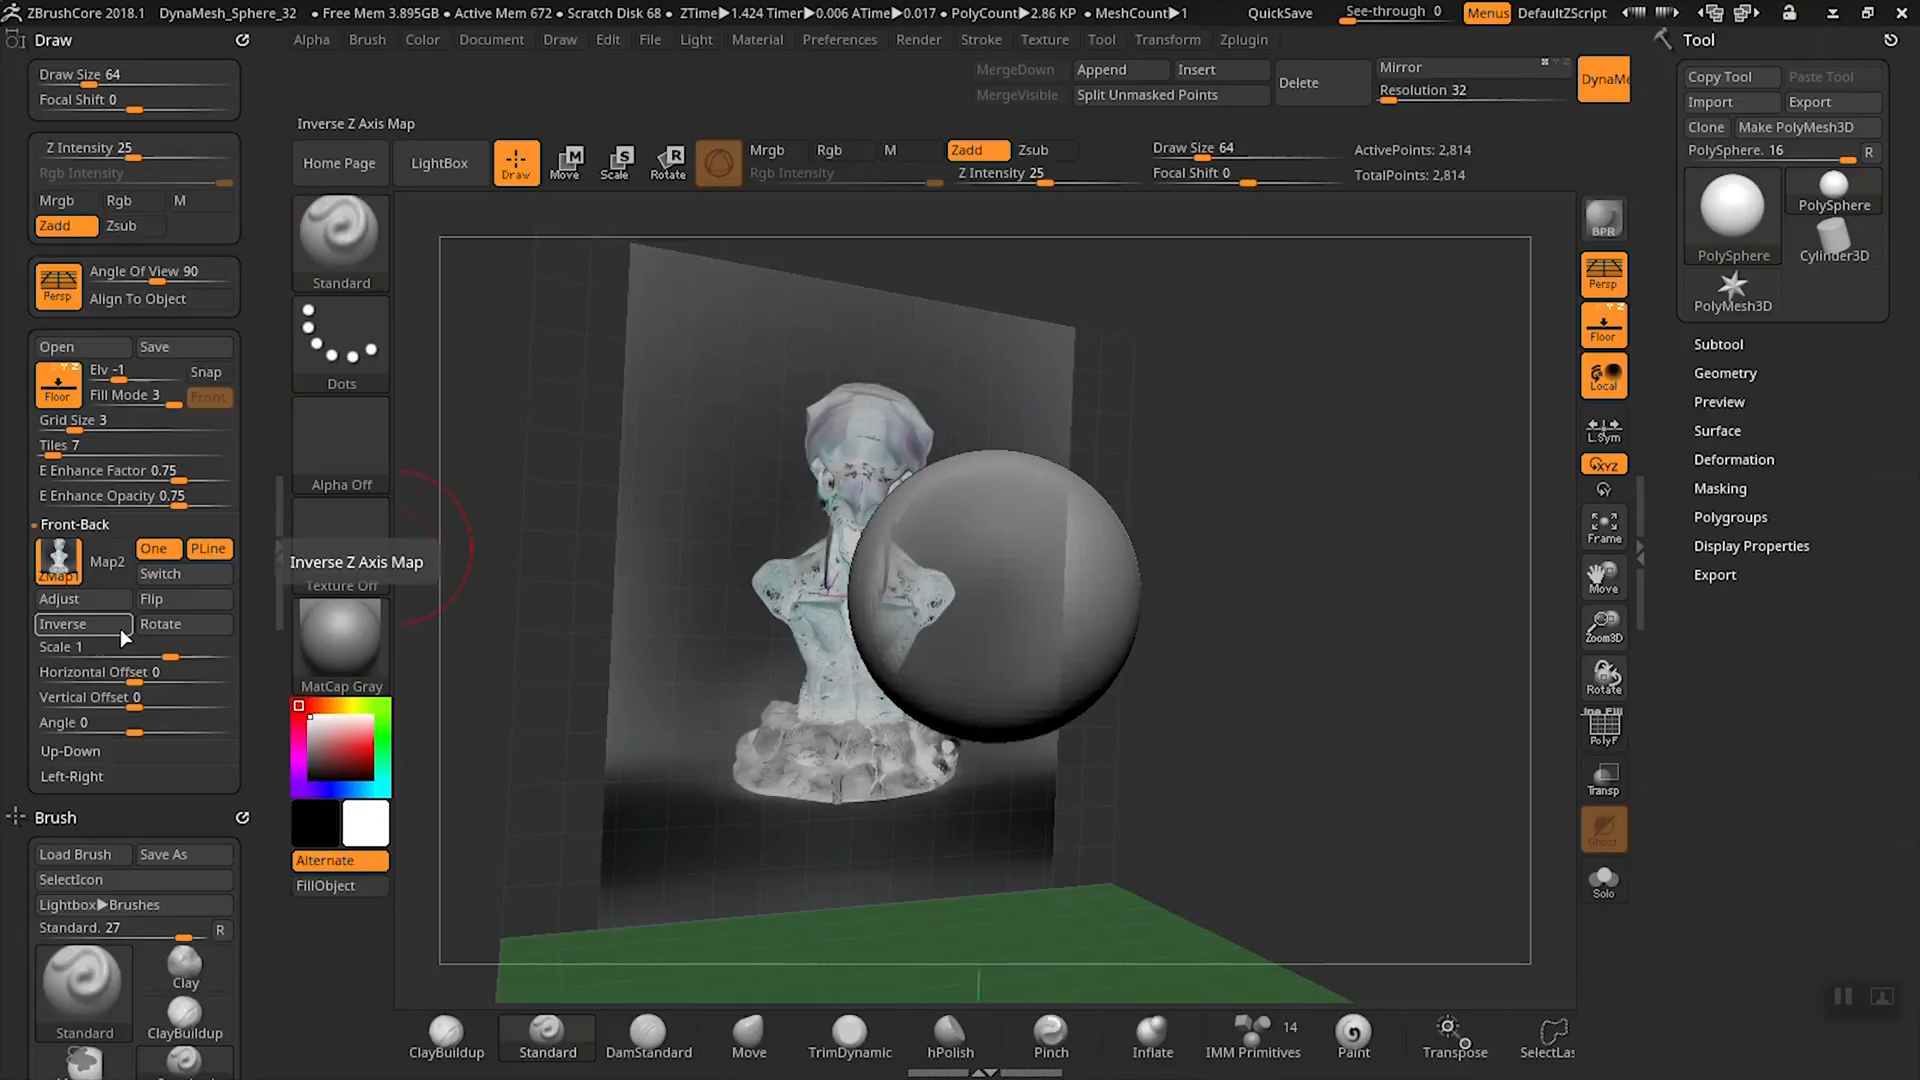 ZBrushCore 2018.1 DynaMesh_Sphere_32 • Free Mem 3.895GB • Active Mem 672 • Scratch Disk 68 • ZTime▶1.424 Timer▶0.006 ATime▶0.017 • PolyCount▶2.86 KP • MeshCount▶1 QuickSave See-through 0 Menus DefaultZScript
Draw
Alpha Brush Color Document Draw Edit File Light Material Preferences Render Stroke Texture Tool Transform Zplugin
Tool
Draw Size 64
Focal Shift 0
Z Intensity 25
Rgb Intensity
Mrgb Rgb M
Zadd Zsub
Persp
Angle Of View 90
Align To Object
Open Save
Floor
Elv -1 Snap
Fill Mode 3 Front
Grid Size 3
Tiles 7
E Enhance Factor 0.75
E Enhance Opacity 0.75
Front-Back
ZMap1 Map2 One PLine
Switch
Adjust Flip
Inverse Rotate
Scale 1
Horizontal Offset 0
Vertical Offset 0
Angle 0
Up-Down
Left-Right
Brush
Load Brush Save As
SelectIcon
Lightbox▶Brushes
Standard. 27 R
Standard
Clay
ClayBuildup
MergeDown Append Insert
MergeVisible Split Unmasked Points
Delete
Mirror
Resolution 32
Inverse Z Axis Map
Home Page LightBox
Draw Move Scale Rotate
M S R
Mrgb Rgb M Zadd Zsub
Rgb Intensity Z Intensity 25
Draw Size 64
Focal Shift 0
ActivePoints: 2,814
TotalPoints: 2,814
Standard
Dots
Alpha Off
Inverse Z Axis Map
Texture Off
MatCap Gray
Alternate
FillObject
BPR
Persp
Floor
Local
L.Sym
XYZ
Frame
Move
Zoom3D
Rotate
PolyF
Transp
Ghost
Solo
Copy Tool Paste Tool
Import Export
Clone Make PolyMesh3D
PolySphere. 16 R
PolySphere
PolySphere
Cylinder3D
PolyMesh3D
Subtool
Geometry
Preview
Surface
Deformation
Masking
Polygroups
Display Properties
Export
ClayBuildup Standard DamStandard Move TrimDynamic hPolish Pinch Inflate IMM Primitives 14 Paint Transpose SelectLas